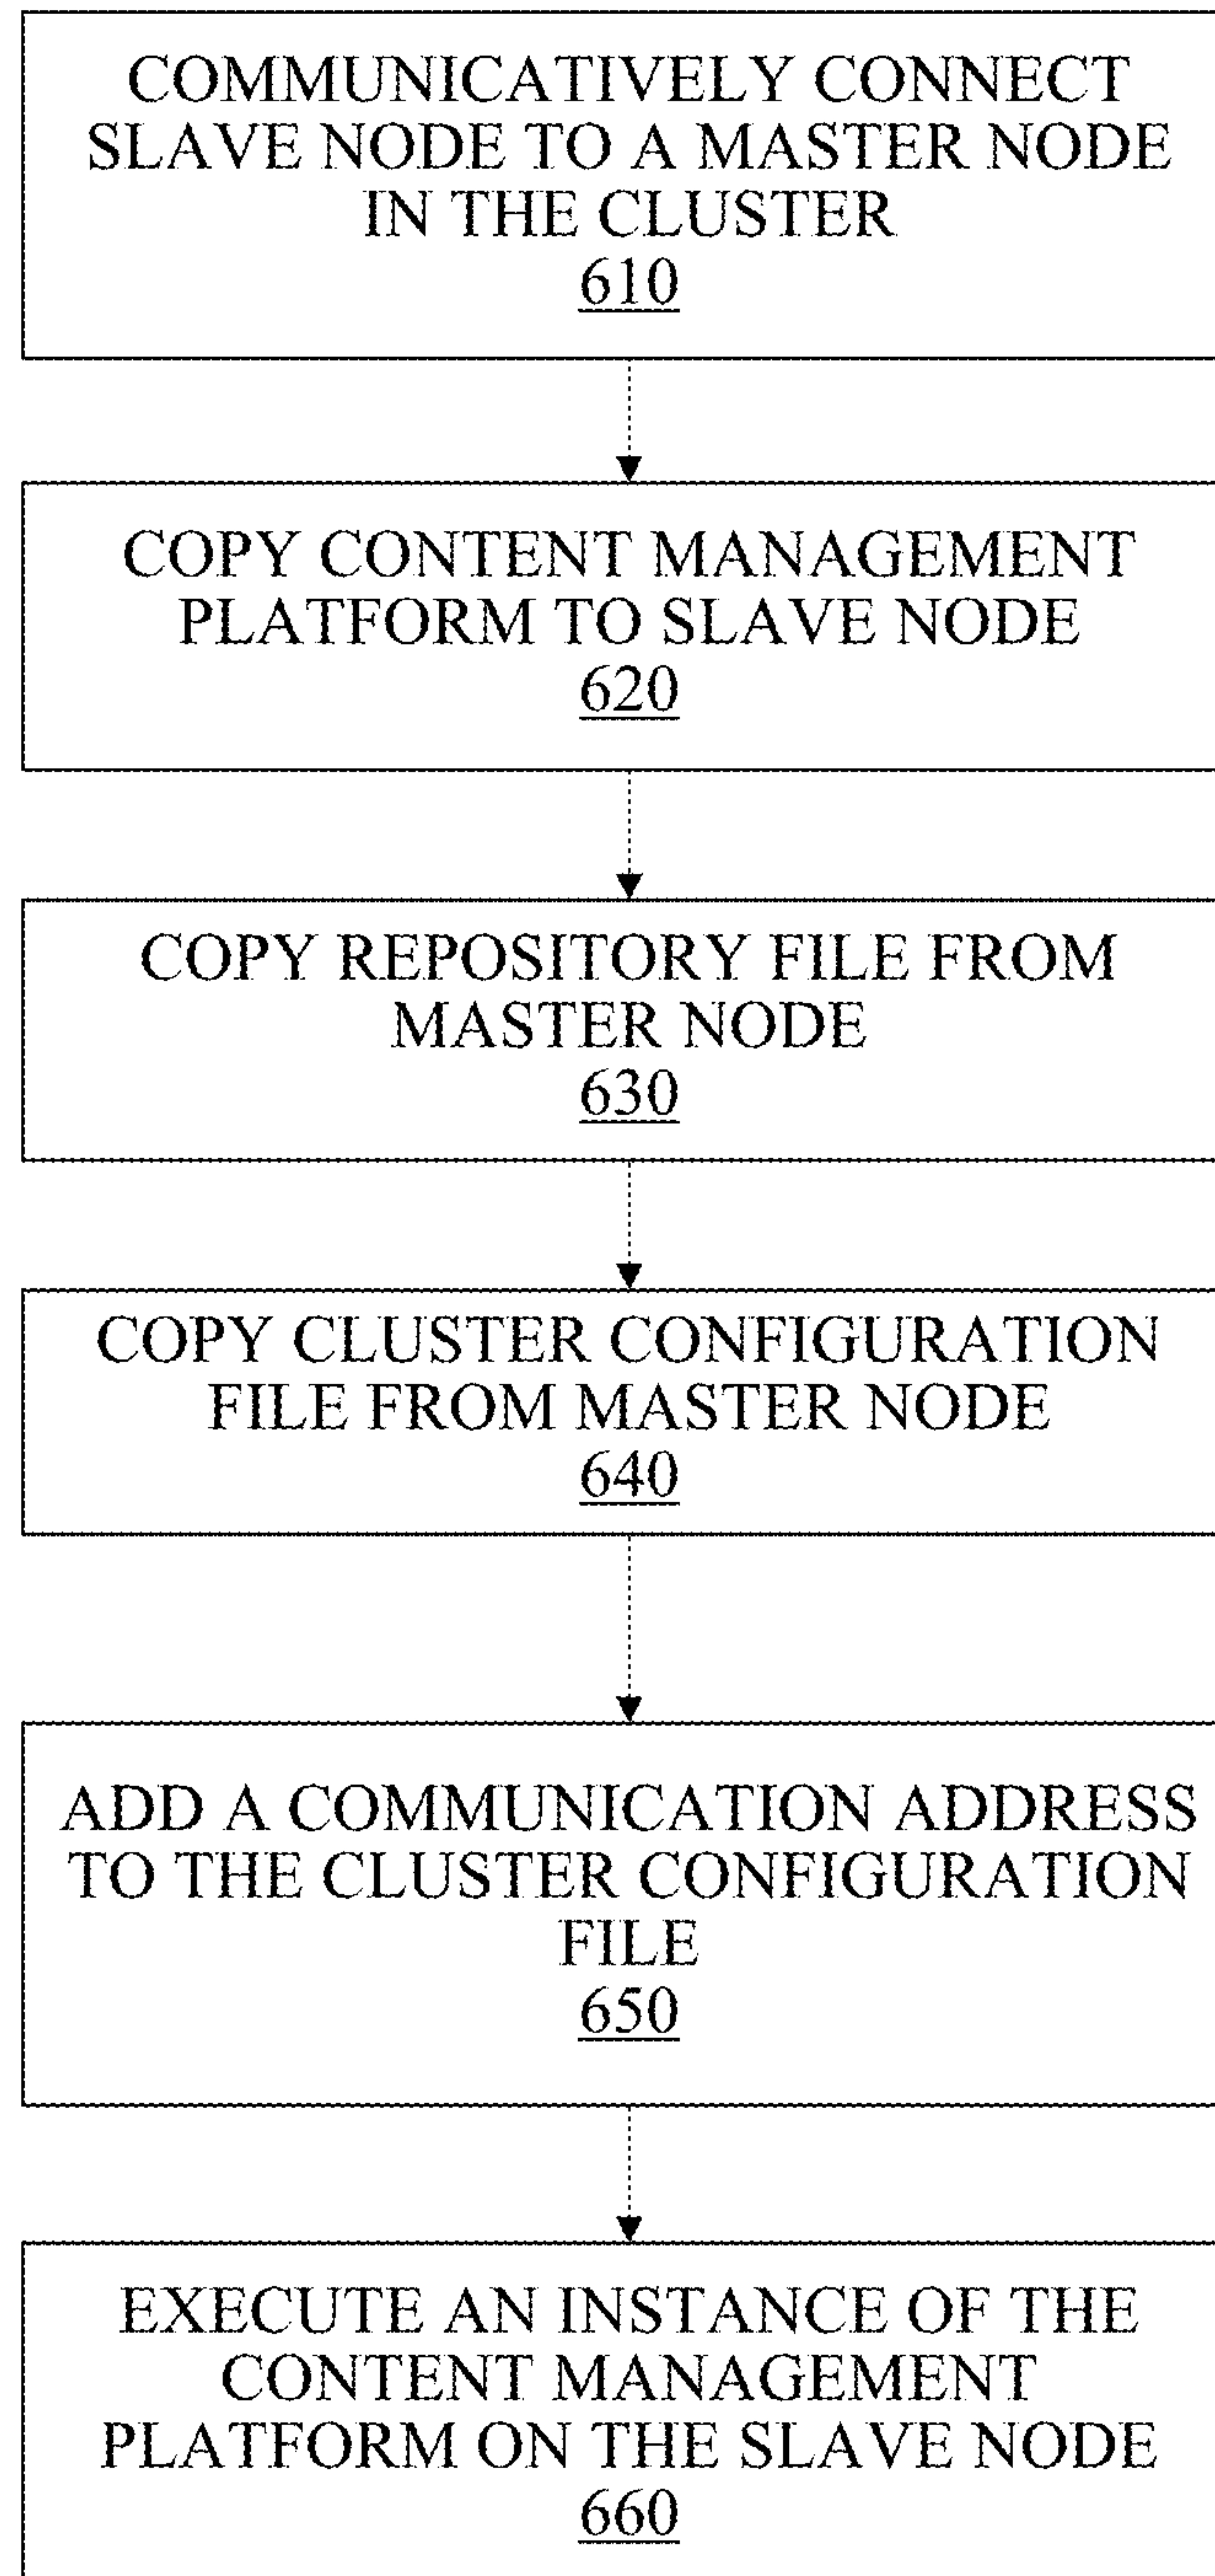 COMMUNICATIVELY CONNECT
SLAVE NODE TO A MASTER NODE
IN THE CLUSTER
610
COPY CONTENT MANAGEMENT
PLATFORM TO SLAVE NODE
620
COPY REPOSITORY FILE FROM
MASTER NODE
630
COPY CLUSTER CONFIGURATION
FILE FROM MASTER NODE
640
ADD A COMMUNICATION ADDRESS
TO THE CLUSTER CONFIGURATION
FILE
650
EXECUTE AN INSTANCE OF THE
CONTENT MANAGEMENT
PLATFORM ON THE SLAVE NODE
660